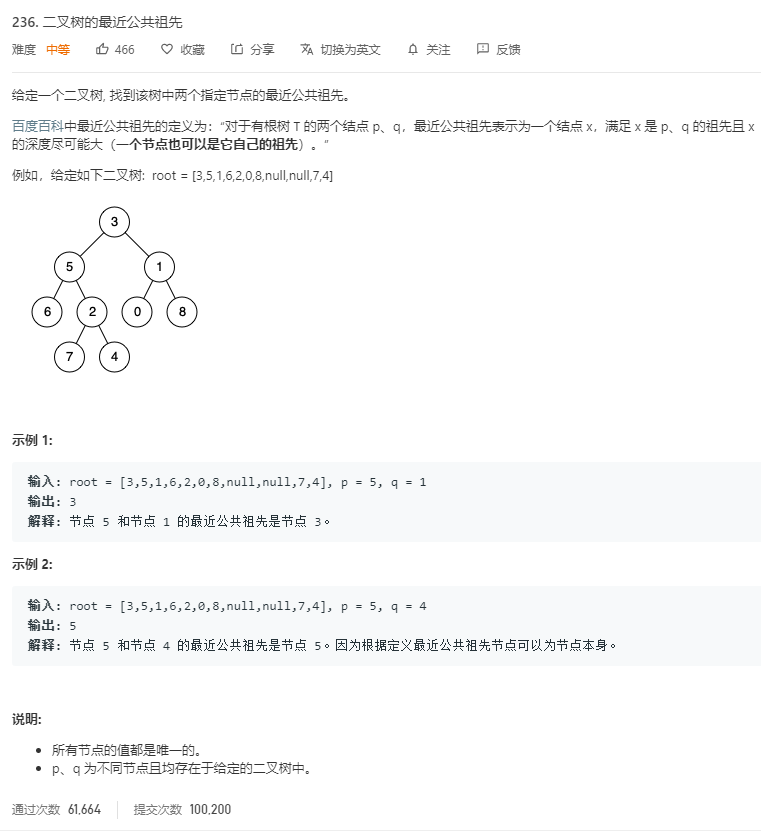 236. 二叉树的最近公共祖先
难度 中等 466 收藏 分享 切换为英文 关注 反馈
给定一个二叉树, 找到该树中两个指定节点的最近公共祖先。
百度百科中最近公共祖先的定义为：“对于有根树 T 的两个结点 p、q，最近公共祖先表示为一个结点 x，满足 x 是 p、q 的祖先且 x
的深度尽可能大（一个节点也可以是它自己的祖先）。”
例如，给定如下二叉树: root = [3,5,1,6,2,0,8,null,null,7,4]
3
5 1
6 2 0 8
7 4
示例 1:
输入: root = [3,5,1,6,2,0,8,null,null,7,4], p = 5, q = 1
输出: 3
解释: 节点 5 和节点 1 的最近公共祖先是节点 3。
示例 2:
输入: root = [3,5,1,6,2,0,8,null,null,7,4], p = 5, q = 4
输出: 5
解释: 节点 5 和节点 4 的最近公共祖先是节点 5。因为根据定义最近公共祖先节点可以为节点本身。
说明:
• 所有节点的值都是唯一的。
• p、q 为不同节点且均存在于给定的二叉树中。
通过次数 61,664 提交次数 100,200